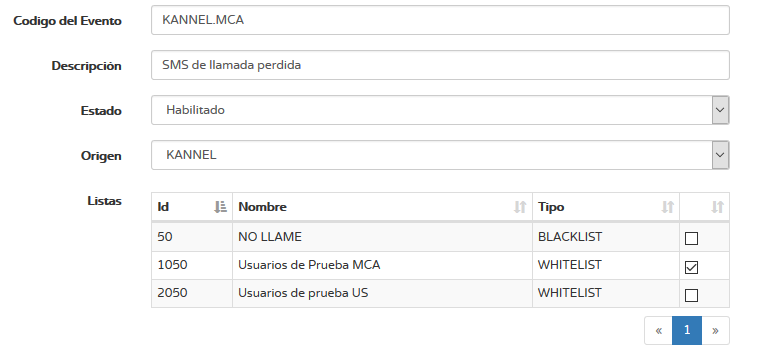 Codigo del Evento KANNEL.MCA
Descripción SMS de llamada perdida
Estado Habilitado
Origen KANNEL
Listas Id Nombre Tipo
50 NO LLAME BLACKLIST
1050 Usuarios de Prueba MCA WHITELIST
2050 Usuarios de prueba US WHITELIST
« 1 »